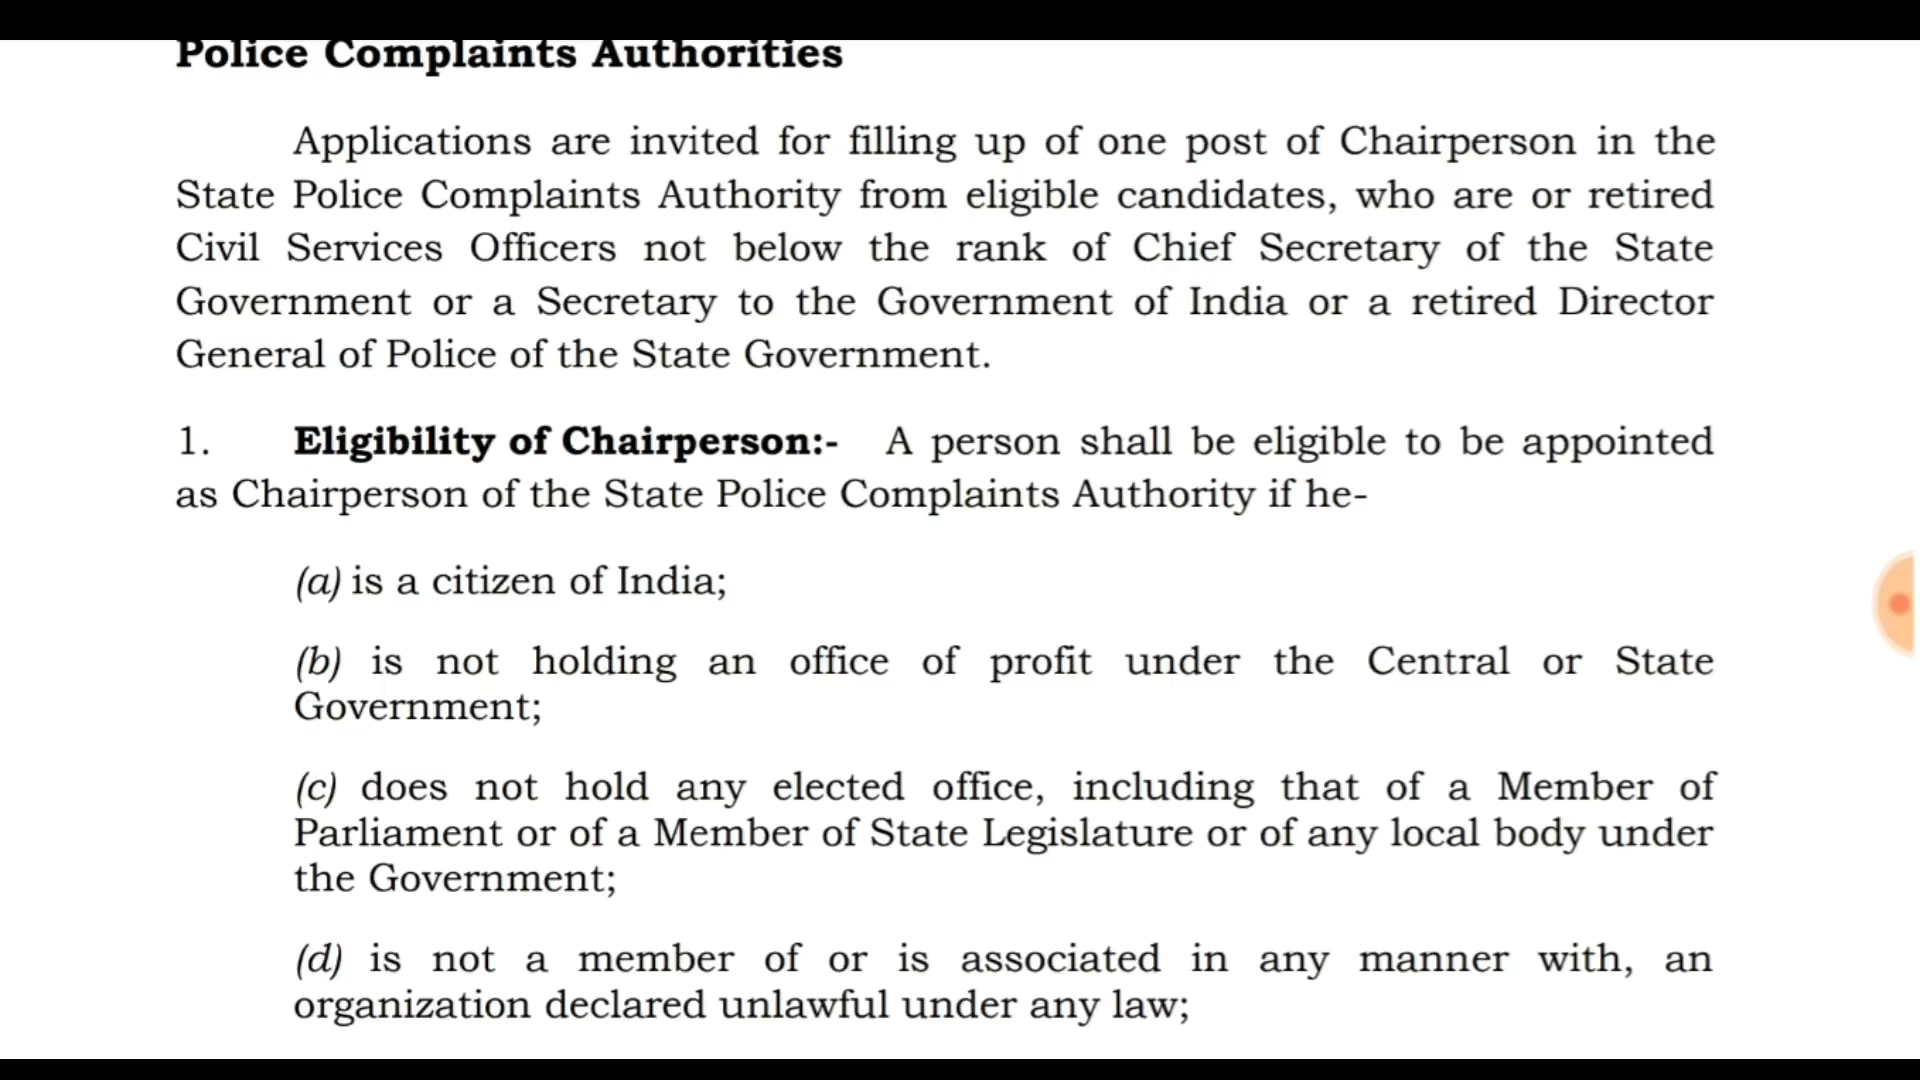 Police Complaints Authorities
Applications are invited for filling up of one post of Chairperson in the
State Police Complaints Authority from eligible candidates, who are or retired
Civil Services Officers not below the rank of Chief Secretary of the State
Government or a Secretary to the Government of India or a retired Director
General of Police of the State Government.
1. Eligibility of Chairperson:- A person shall be eligible to be appointed
as Chairperson of the State Police Complaints Authority if he-
(a) is a citizen of India;
(b) is not holding an office of profit under the Central or State
Government;
(c) does not hold any elected office, including that of a Member of
Parliament or of a Member of State Legislature or of any local body under
the Government;
(d) is not a member of or is associated in any manner with, an
organization declared unlawful under any law;